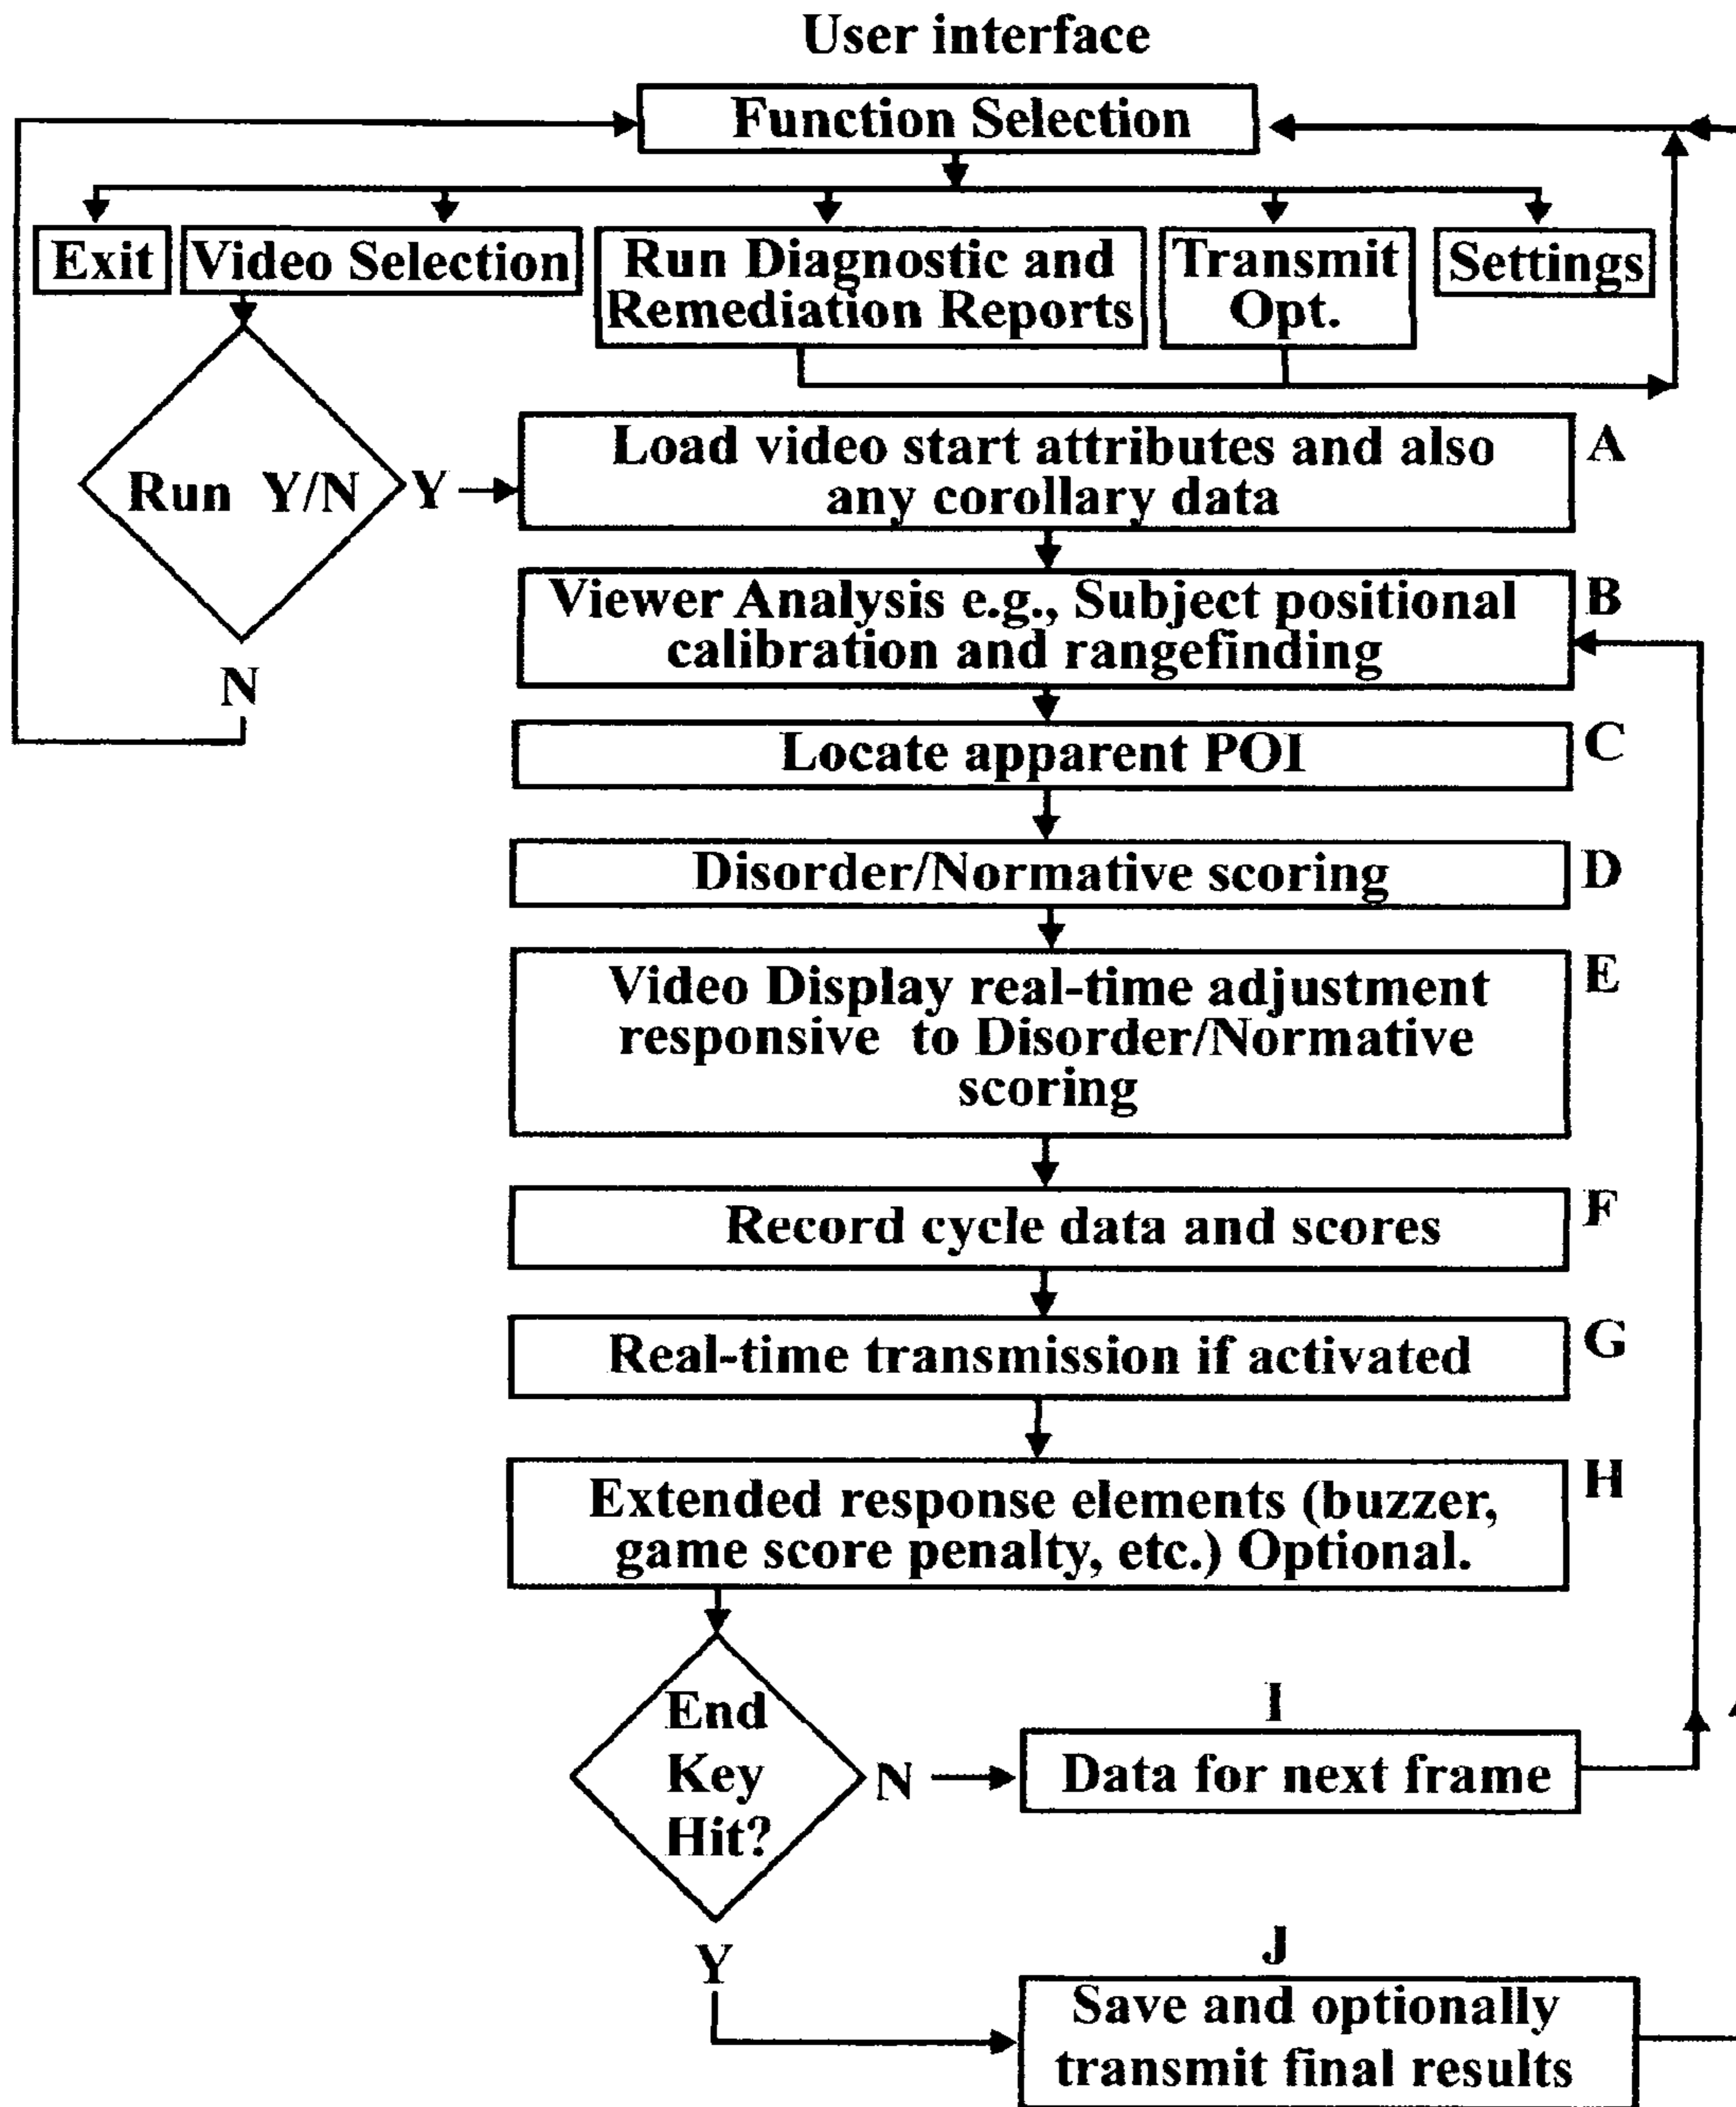 User interface
Function Selection
Exit
Video Selection
Run Diagnostic and
Remediation Reports
Transmit
Opt.
Settings
Run Y/N
Y
N
Load video start attributes and also
any corollary data
A
Viewer Analysis e.g., Subject positional
calibration and rangefinding
B
Locate apparent POI
C
Disorder/Normative scoring
D
Video Display real-time adjustment
responsive to Disorder/Normative
scoring
E
Record cycle data and scores
F
Real-time transmission if activated
G
Extended response elements (buzzer,
game score penalty, etc.) Optional.
H
End
Key
Hit?
N
I
Data for next frame
Y
J
Save and optionally
transmit final results